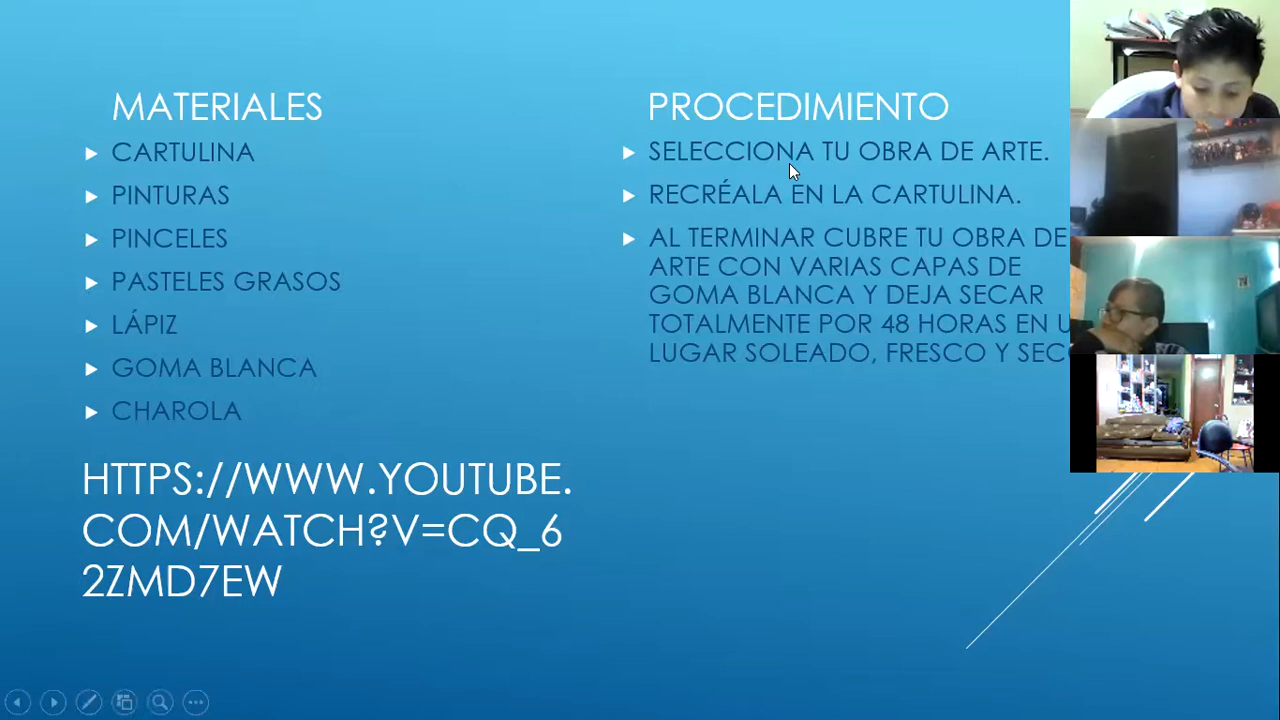 MATERIALES
CARTULINA
PINTURAS
PINCELES
PASTELES GRASOS
LÁPIZ
GOMA BLANCA
CHAROLA
HTTPS://WWW.YOUTUBE.
COM/WATCH?V=CQ_6
2ZMD7EW
PROCEDIMIENTO
SELECCIONA TU OBRA DE ARTE.
RECRÉALA EN LA CARTULINA.
AL TERMINAR CUBRE TU OBRA DE
ARTE CON VARIAS CAPAS DE
GOMA BLANCA Y DEJA SECAR
TOTALMENTE POR 48 HORAS EN
LUGAR SOLEADO, FRESCO Y